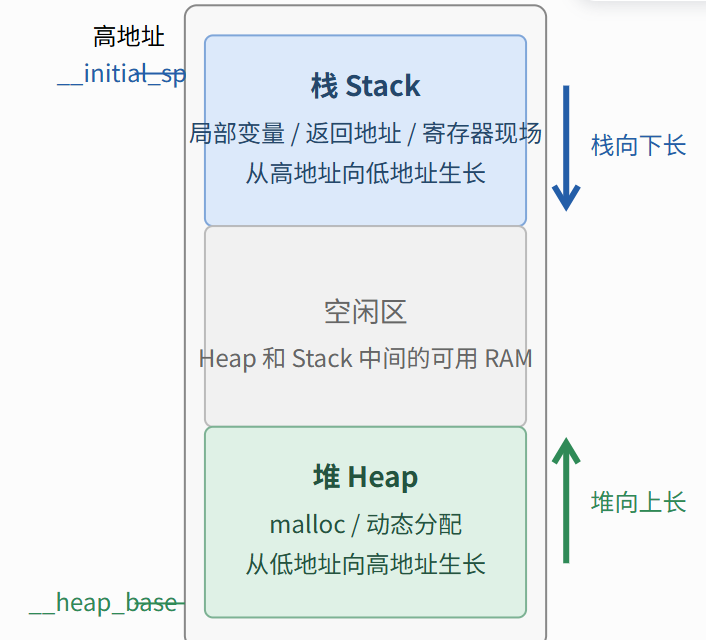 高地址
__initial_sp
栈 Stack
局部变量 / 返回地址 / 寄存器现场
从高地址向低地址生长
栈向下长
空闲区
Heap 和 Stack 中间的可用 RAM
堆 Heap
malloc / 动态分配
从低地址向高地址生长
堆向上长
__heap_base